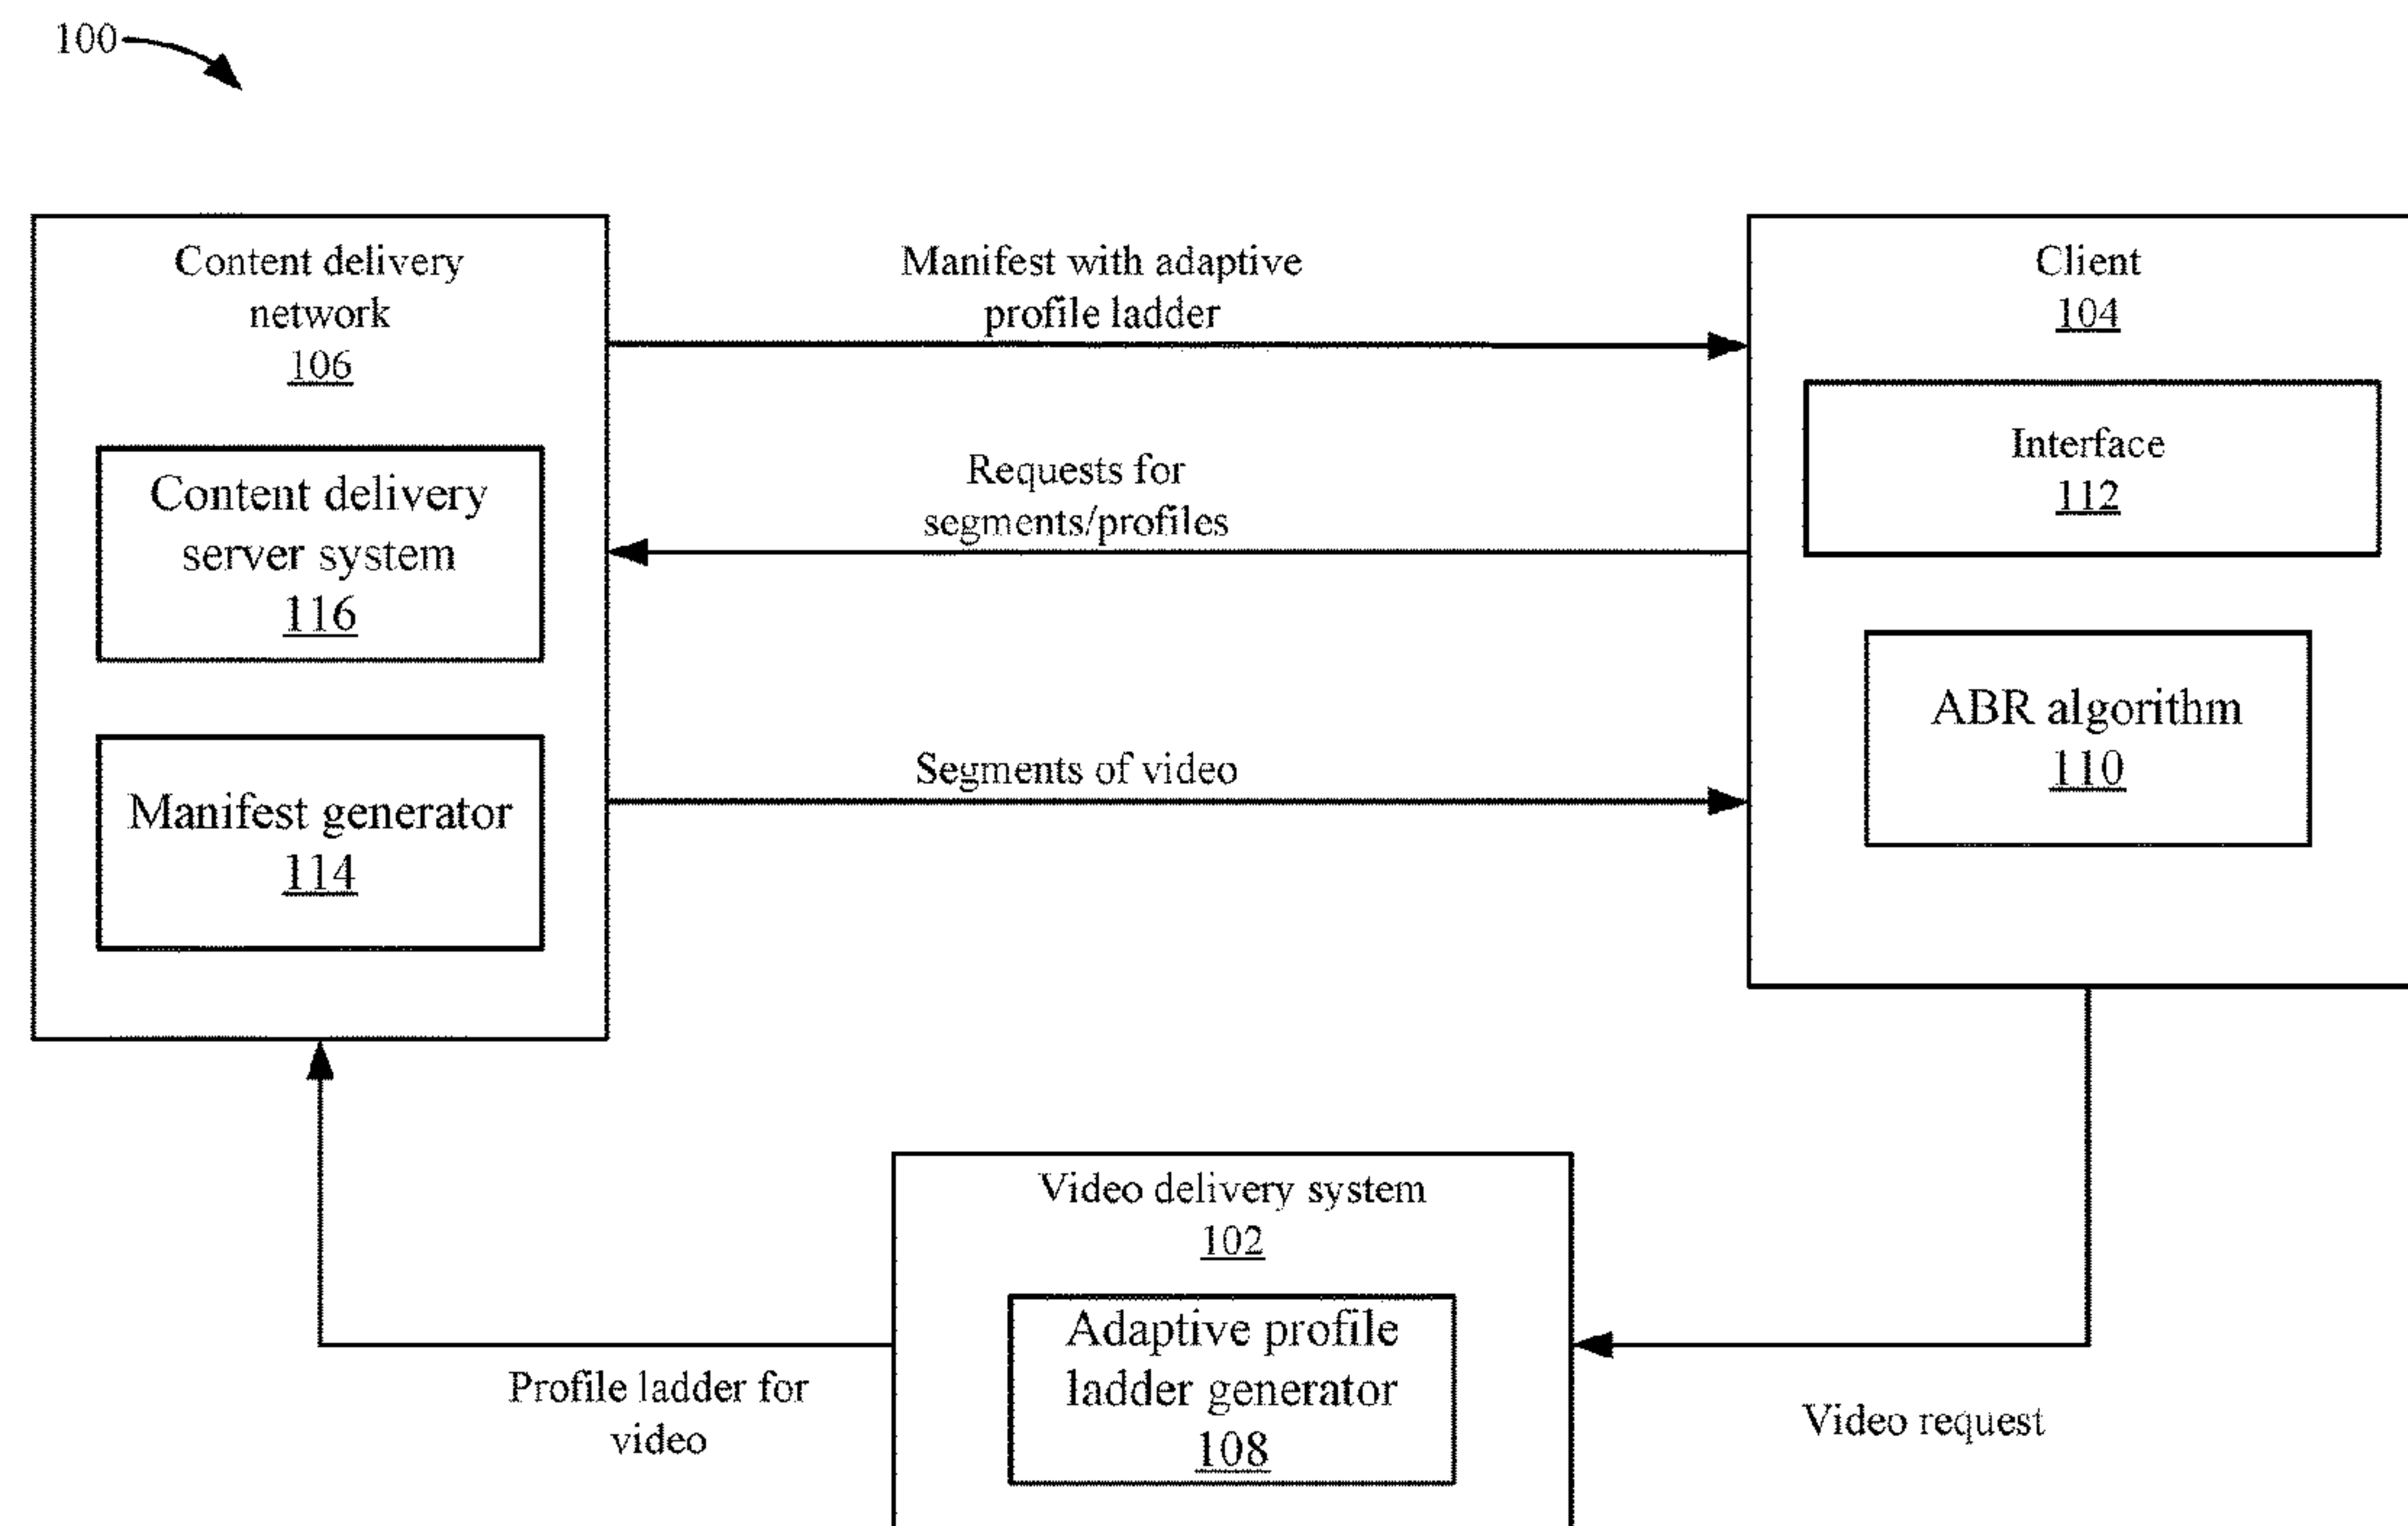 100
Content delivery
network
106
Content delivery
server system
116
Manifest generator
114
Manifest with adaptive
profile ladder
Requests for
segments/profiles
Segments of video
Client
104
Interface
112
ABR algorithm
110
Video delivery system
102
Adaptive profile
ladder generator
108
Profile ladder for
video
Video request